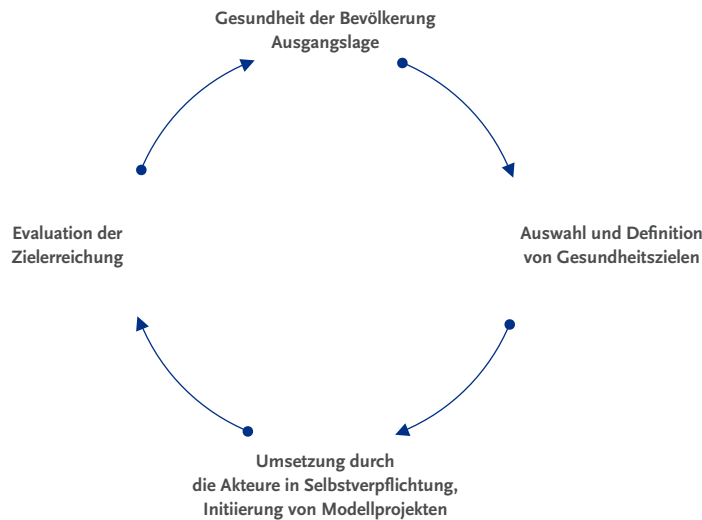 Gesundheit der Bevölkerung
Ausgangslage
Auswahl und Definition
von Gesundheitszielen
Umsetzung durch
die Akteure in Selbstverpflichtung,
Initiierung von Modellprojekten
Evaluation der
Zielerreichung